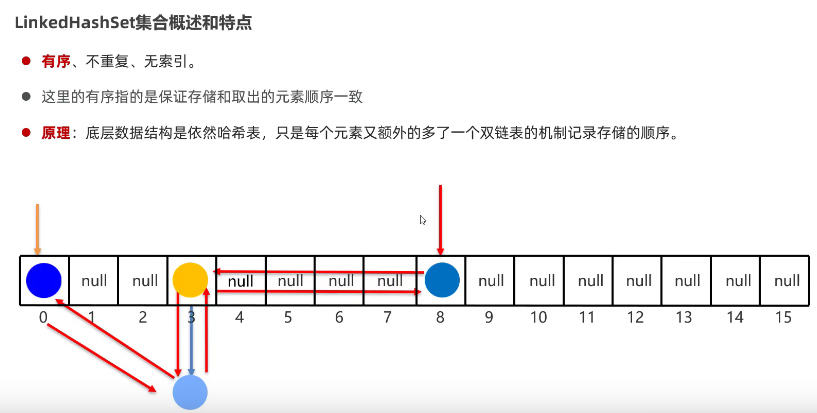 LinkedHashSet集合概述和特点
有序、不重复、无索引。
这里的有序指的是保证存储和取出的元素顺序一致
原理：底层数据结构是依然哈希表，只是每个元素又额外的多了一个双链表的机制记录存储的顺序。
null null null null null null null null null null null null null
0 1 2 3 4 5 6 7 8 9 10 11 12 13 14 15